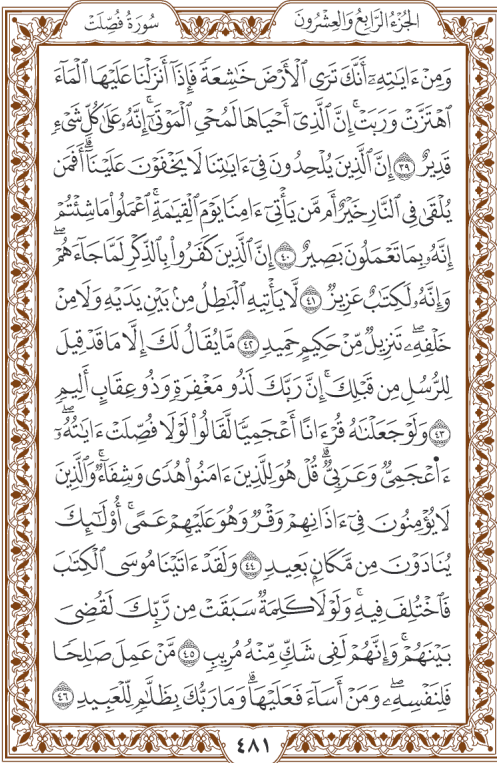 سُورَةُ فُصِّلَتْ
الجُزْءُ الرَّابِعُ وَالعِشْرُونَ
وَمِنْ ءَايَٰتِهِۦٓ أَنَّكَ تَرَى ٱلْأَرْضَ خَٰشِعَةً فَإِذَآ أَنزَلْنَا عَلَيْهَا ٱلْمَآءَ
ٱهْتَزَّتْ وَرَبَتْۚ إِنَّ ٱلَّذِىٓ أَحْيَاهَا لَمُحْىِ ٱلْمَوْتَىٰٓۚ إِنَّهُۥ عَلَىٰ كُلِّ شَىْءٍ
قَدِيرٌ ٣٩ إِنَّ ٱلَّذِينَ يُلْحِدُونَ فِىٓ ءَايَٰتِنَا لَا يَخْفَوْنَ عَلَيْنَآۗ أَفَمَن
يُلْقَىٰ فِى ٱلنَّارِ خَيْرٌ أَم مَّن يَأْتِىٓ ءَامِنًا يَوْمَ ٱلْقِيَٰمَةِۚ ٱعْمَلُوا۟ مَا شِئْتُمْ
إِنَّهُۥ بِمَا تَعْمَلُونَ بَصِيرٌ ٤٠ إِنَّ ٱلَّذِينَ كَفَرُوا۟ بِٱلذِّكْرِ لَمَّا جَآءَهُمْۖ
وَإِنَّهُۥ لَكِتَٰبٌ عَزِيزٌ ٤١ لَّا يَأْتِيهِ ٱلْبَٰطِلُ مِنۢ بَيْنِ يَدَيْهِ وَلَا مِنْ
خَلْفِهِۦۖ تَنزِيلٌ مِّنْ حَكِيمٍ حَمِيدٍ ٤٢ مَّا يُقَالُ لَكَ إِلَّا مَا قَدْ قِيلَ
لِلرُّسُلِ مِن قَبْلِكَۚ إِنَّ رَبَّكَ لَذُو مَغْفِرَةٍ وَذُو عِقَابٍ أَلِيمٍ
٤٣ وَلَوْ جَعَلْنَٰهُ قُرْءَانًا أَعْجَمِيًّا لَّقَالُوا۟ لَوْلَا فُصِّلَتْ ءَايَٰتُهُۥٓۖ
ءَا۬عْجَمِىٌّ وَعَرَبِىٌّۗ قُلْ هُوَ لِلَّذِينَ ءَامَنُوا۟ هُدًى وَشِفَآءٌۚ وَٱلَّذِينَ
لَا يُؤْمِنُونَ فِىٓ ءَاذَانِهِمْ وَقْرٌ وَهُوَ عَلَيْهِمْ عَمًىۚ أُو۟لَٰٓئِكَ
يُنَادَوْنَ مِن مَّكَانٍۭ بَعِيدٍ ٤٤ وَلَقَدْ ءَاتَيْنَا مُوسَى ٱلْكِتَٰبَ
فَٱخْتُلِفَ فِيهِۚ وَلَوْلَا كَلِمَةٌ سَبَقَتْ مِن رَّبِّكَ لَقُضِىَ
بَيْنَهُمْۚ وَإِنَّهُمْ لَفِى شَكٍّ مِّنْهُ مُرِيبٍ ٤٥ مَّنْ عَمِلَ صَٰلِحًا
فَلِنَفْسِهِۦۖ وَمَنْ أَسَآءَ فَعَلَيْهَاۗ وَمَا رَبُّكَ بِظَلَّٰمٍ لِّلْعَبِيدِ ٤٦
٤٨١